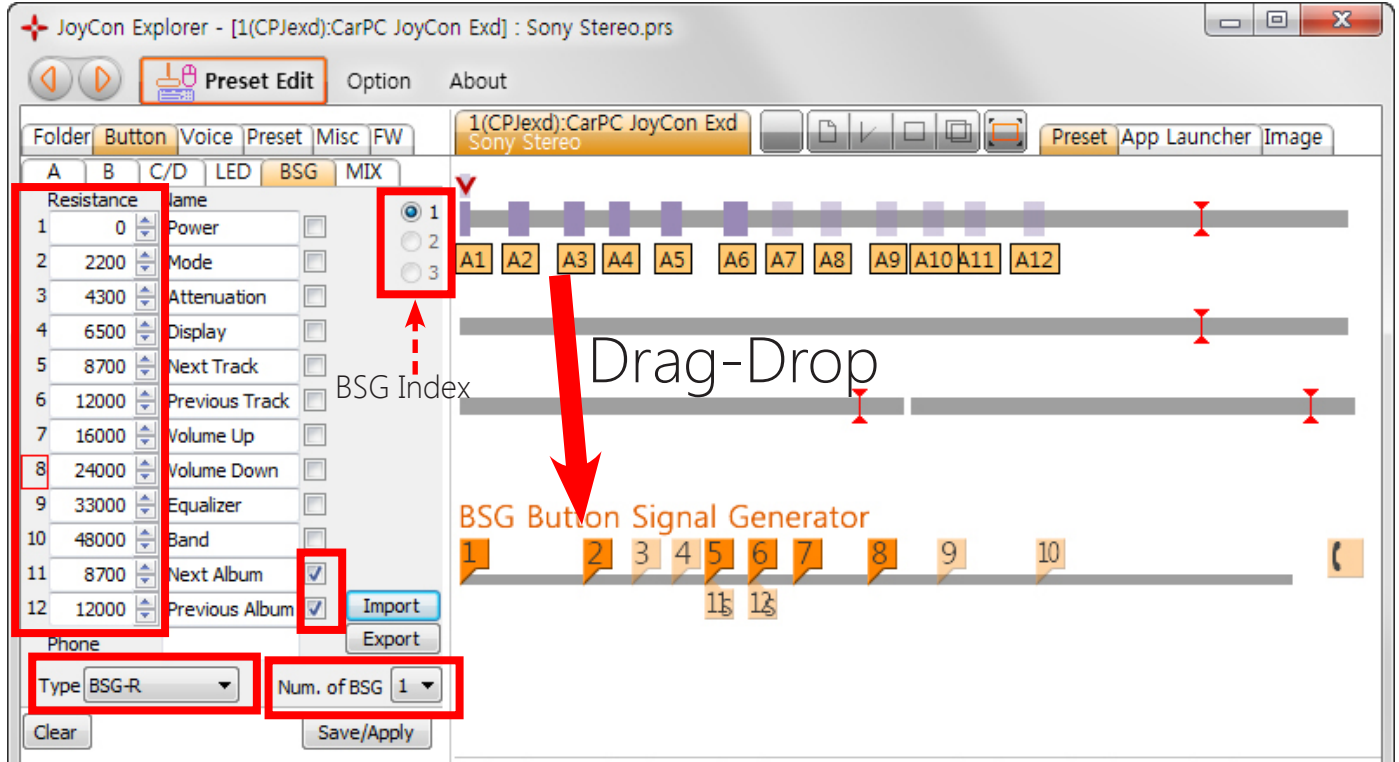 JoyCon Explorer - [1(CPJexd):CarPC JoyCon Exd] : Sony Stereo.prs
Preset Edit Option About
Folder Button Voice Preset Misc FW
1(CPJexd):CarPC JoyCon Exd
Sony Stereo
Preset App Launcher Image
A B C/D LED BSG MIX
Resistance Name
1 0 Power
2 2200 Mode
3 4300 Attenuation
4 6500 Display
5 8700 Next Track
6 12000 Previous Track
7 16000 Volume Up
8 24000 Volume Down
9 33000 Equalizer
10 48000 Band
11 8700 Next Album
12 12000 Previous Album
Phone
1
2
3
BSG Index
Import
Export
Type BSG-R
Num. of BSG 1
Clear
Save/Apply
A1 A2 A3 A4 A5 A6 A7 A8 A9 A10 A11 A12
Drag-Drop
BSG Button Signal Generator
1 2 3 4 5 6 7 8 9 10
11s 12s